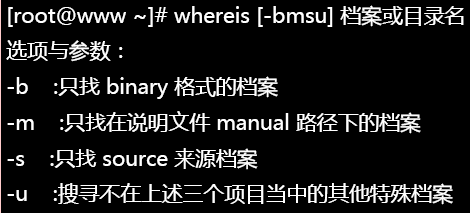 [root@www ~]# whereis [-bmsu] 档案或目录名
选项与参数：
-b :只找 binary 格式的档案
-m :只找在说明文件 manual 路径下的档案
-s :只找 source 来源档案
-u :搜寻不在上述三个项目当中的其他特殊档案